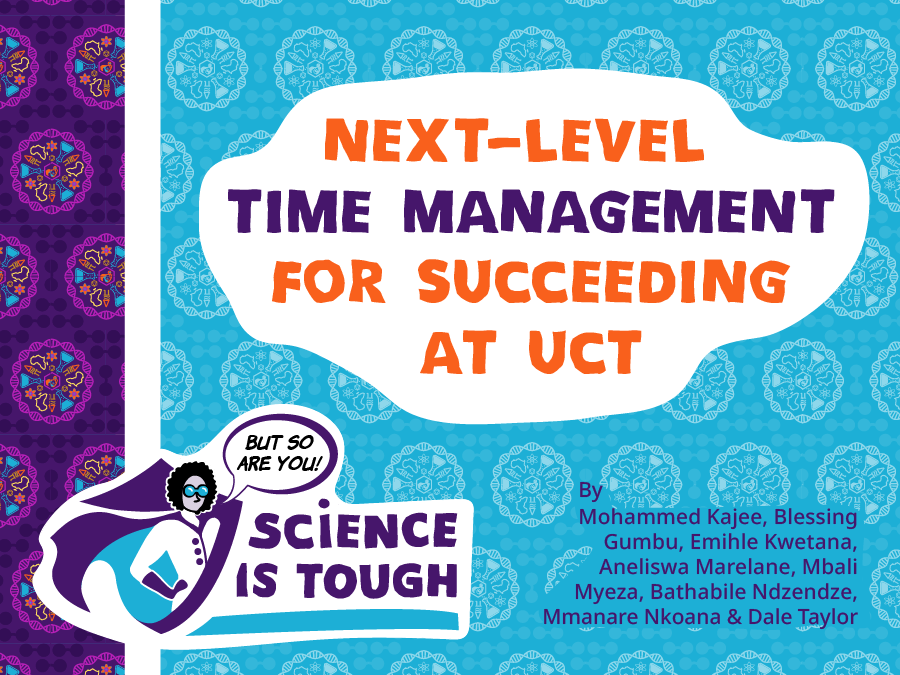 NEXT-LEVEL
TIME MANAGEMENT
FOR SUCCEEDING
AT UCT
BUT SO
ARE YOU!
SCiENCE
IS TOUGH
By
Mohammed Kajee, Blessing
Gumbu, Emihle Kwetana,
Aneliswa Marelane, Mbali
Myeza, Bathabile Ndzendze,
Mmanare Nkoana & Dale Taylor